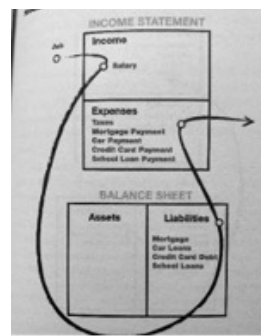 INCOME STATEMENT
Job
Income
Salary
Expenses
Taxes
Mortgage Payment
Car Payment
Credit Card Payment
School Loan Payment
BALANCE SHEET
Assets
Liabilities
Mortgage
Car Loans
Credit Card Debt
School Loans